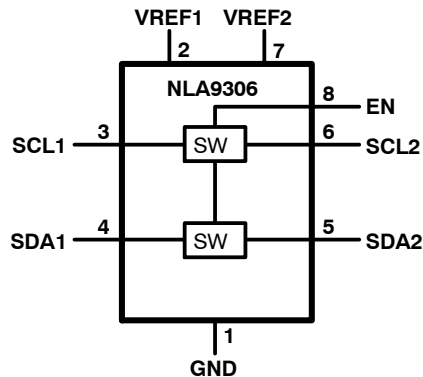 VREF1 VREF2
2 7
NLA9306
8 EN
SCL1 3 SW 6 SCL2
SDA1 4 SW 5 SDA2
1
GND